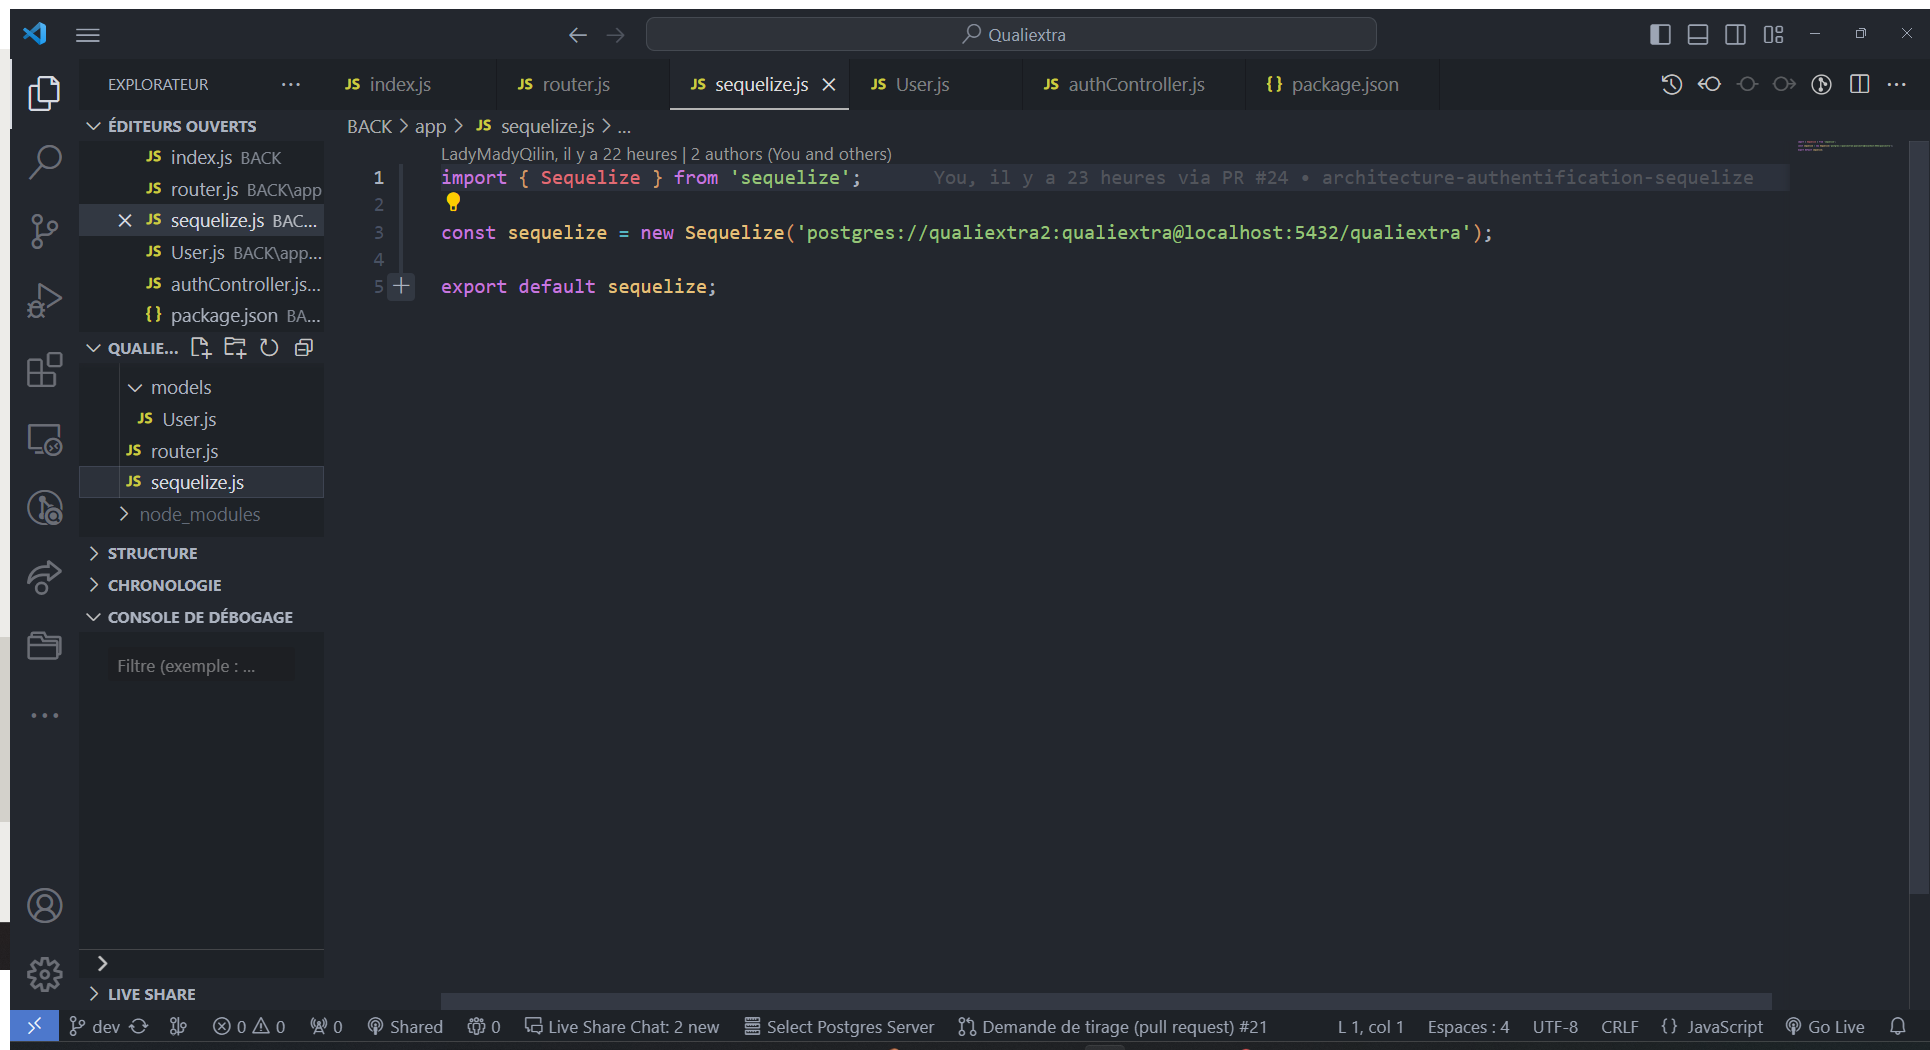 Qualiextra
EXPLORATEUR
JS index.js
JS router.js
JS sequelize.js
JS User.js
JS authController.js
{} package.json
ÉDITEURS OUVERTS
JS index.js BACK
JS router.js BACK\app
JS sequelize.js BAC...
JS User.js BACK\app...
JS authController.js...
{} package.json BA...
QUALIE...
models
JS User.js
JS router.js
JS sequelize.js
node_modules
STRUCTURE
CHRONOLOGIE
CONSOLE DE DÉBOGAGE
Filtre (exemple : ...
LIVE SHARE
BACK > app > JS sequelize.js > ...
LadyMadyQilin, il y a 22 heures | 2 authors (You and others)
1 import { Sequelize } from 'sequelize'; You, il y a 23 heures via PR #24 • architecture-authentification-sequelize
2
3 const sequelize = new Sequelize('postgres://qualiextra2:qualiextra@localhost:5432/qualiextra');
4
5 export default sequelize;
dev 0 0 0 Shared 0 Live Share Chat: 2 new Select Postgres Server Demande de tirage (pull request) #21 L 1, col 1 Espaces : 4 UTF-8 CRLF {} JavaScript Go Live